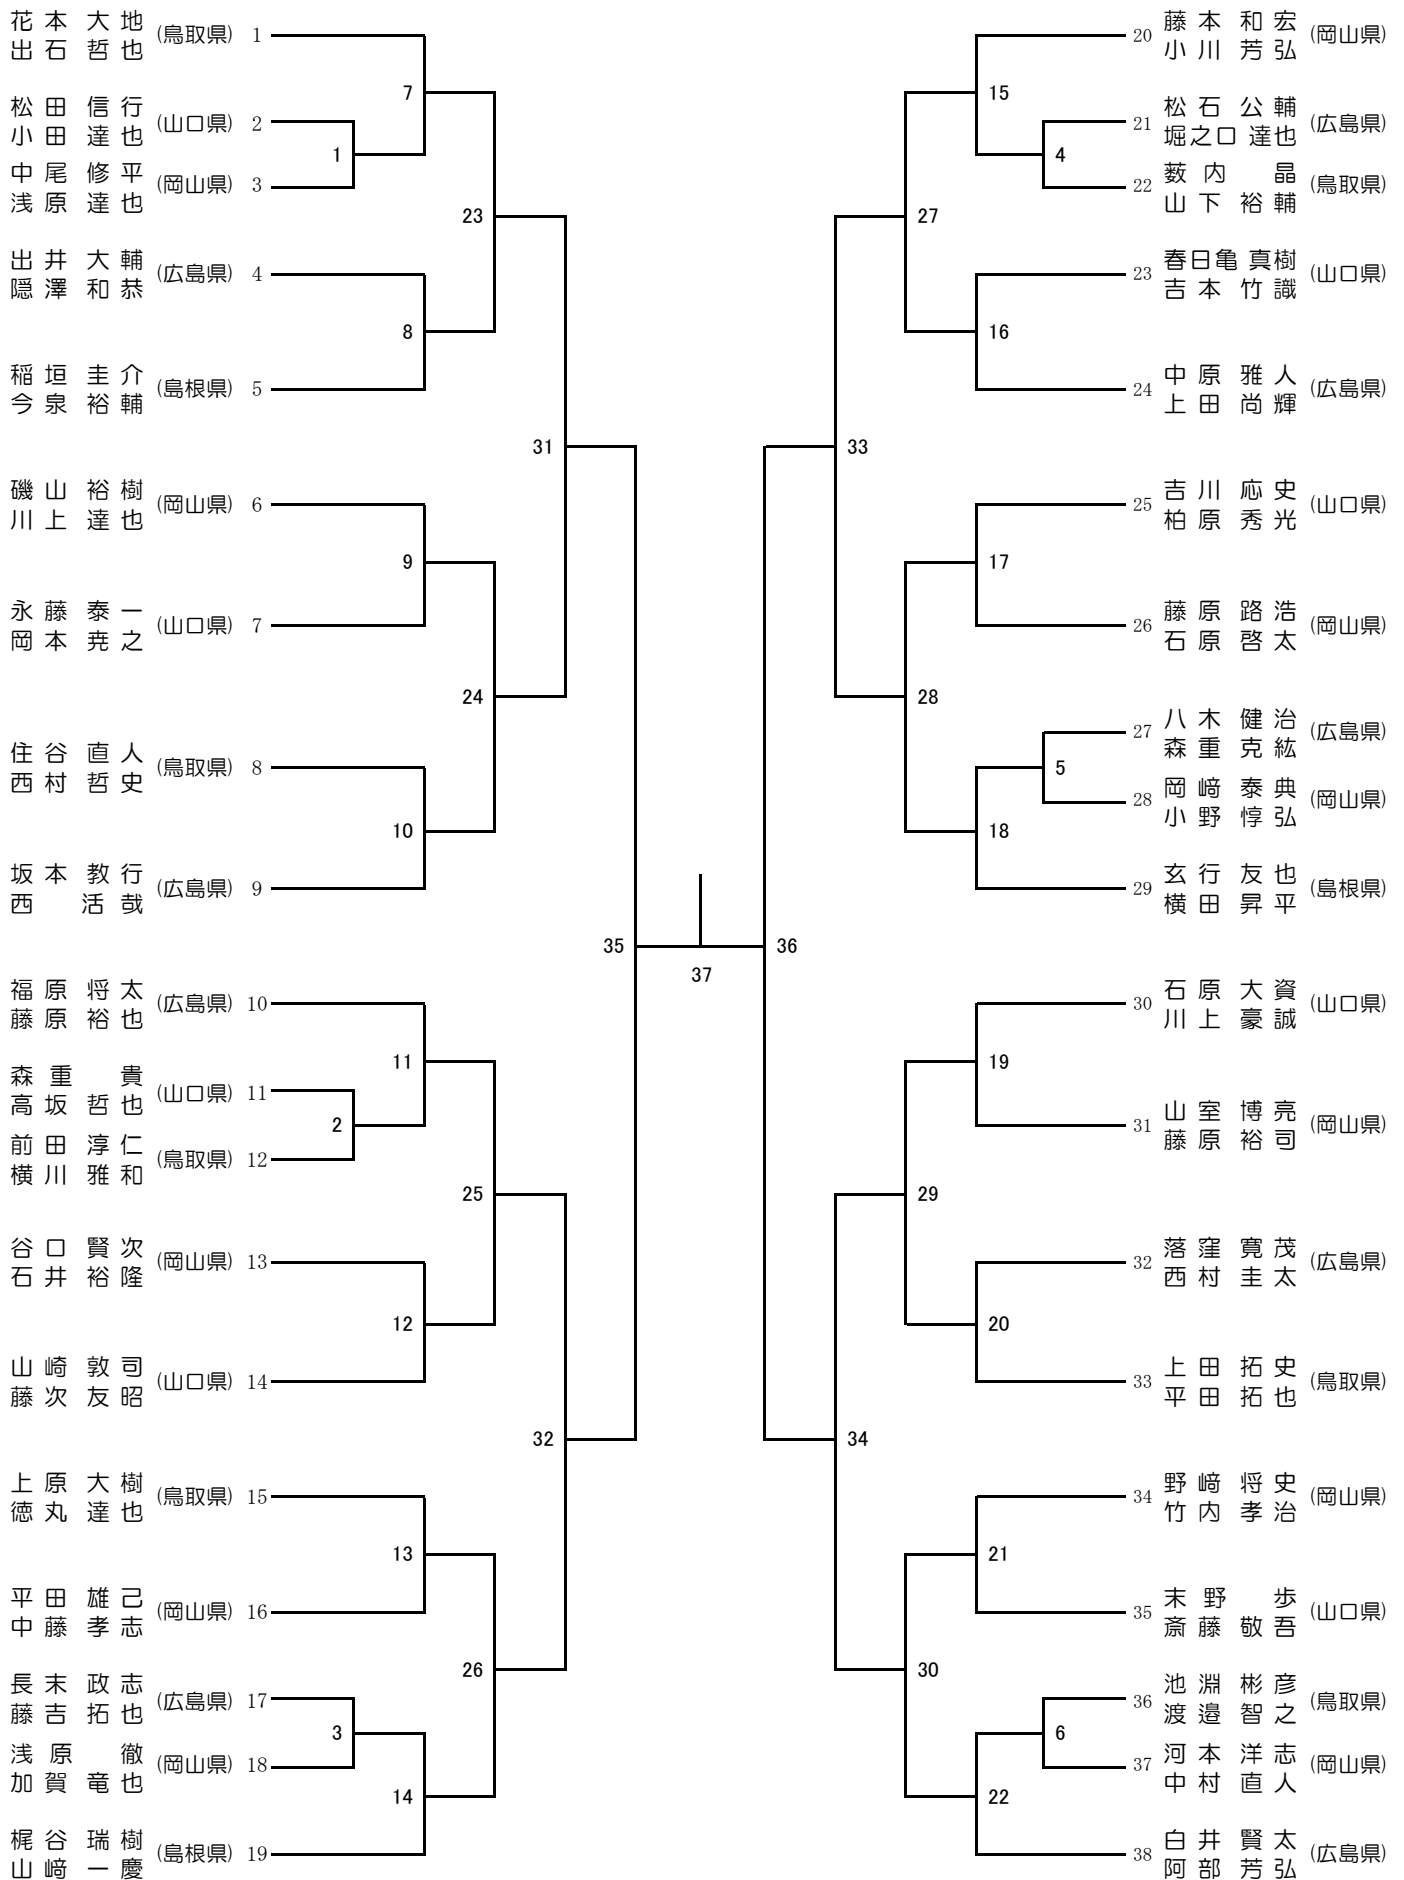 花本 大地
出石 哲也
(鳥取県) 1
松田 信行
小田 達也
(山口県) 2
中尾 修平
浅原 達也
(岡山県) 3
出井 大輔
隠澤 和恭
(広島県) 4
稲垣 圭介
今泉 裕輔
(島根県) 5
磯山 裕樹
川上 達也
(岡山県) 6
永藤 泰一
岡本 尭之
(山口県) 7
住谷 直人
西村 哲史
(鳥取県) 8
坂本 教行
西 活哉
(広島県) 9
福原 将太
藤原 裕也
(広島県) 10
森重 貴
高坂 哲也
(山口県) 11
前田 淳仁
横川 雅和
(鳥取県) 12
谷口 賢次
石井 裕隆
(岡山県) 13
山崎 敦司
藤次 友昭
(山口県) 14
上原 大樹
徳丸 達也
(鳥取県) 15
平田 雄己
中藤 孝志
(岡山県) 16
長末 政志
藤吉 拓也
(広島県) 17
浅原 徹
加賀 竜也
(岡山県) 18
梶谷 瑞樹
山﨑 一慶
(島根県) 19
7
1
23
8
31
9
24
10
35
11
2
25
12
32
13
26
3
14
37
15
4
27
16
33
17
28
5
18
36
19
29
20
34
21
30
6
22
20 藤本 和宏
小川 芳弘
(岡山県)
21 松石 公輔
堀之口 達也
(広島県)
22 薮内 晶
山下 裕輔
(鳥取県)
23 春日亀 真樹
吉本 竹識
(山口県)
24 中原 雅人
上田 尚輝
(広島県)
25 吉川 応史
柏原 秀光
(山口県)
26 藤原 路浩
石原 啓太
(岡山県)
27 八木 健治
森重 克紘
(広島県)
28 岡﨑 泰典
小野 惇弘
(岡山県)
29 玄行 友也
横田 昇平
(島根県)
30 石原 大資
川上 豪誠
(山口県)
31 山室 博亮
藤原 裕司
(岡山県)
32 落窪 寛茂
西村 圭太
(広島県)
33 上田 拓史
平田 拓也
(鳥取県)
34 野﨑 将史
竹内 孝治
(岡山県)
35 末野 歩
斎藤 敬吾
(山口県)
36 池淵 彬彦
渡邉 智之
(鳥取県)
37 河本 洋志
中村 直人
(岡山県)
38 白井 賢太
阿部 芳弘
(広島県)